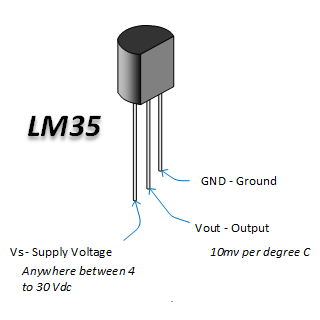 LM35
GND - Ground
Vout - Output
10mv per degree C
Vs - Supply Voltage
Anywhere between 4
to 30 Vdc